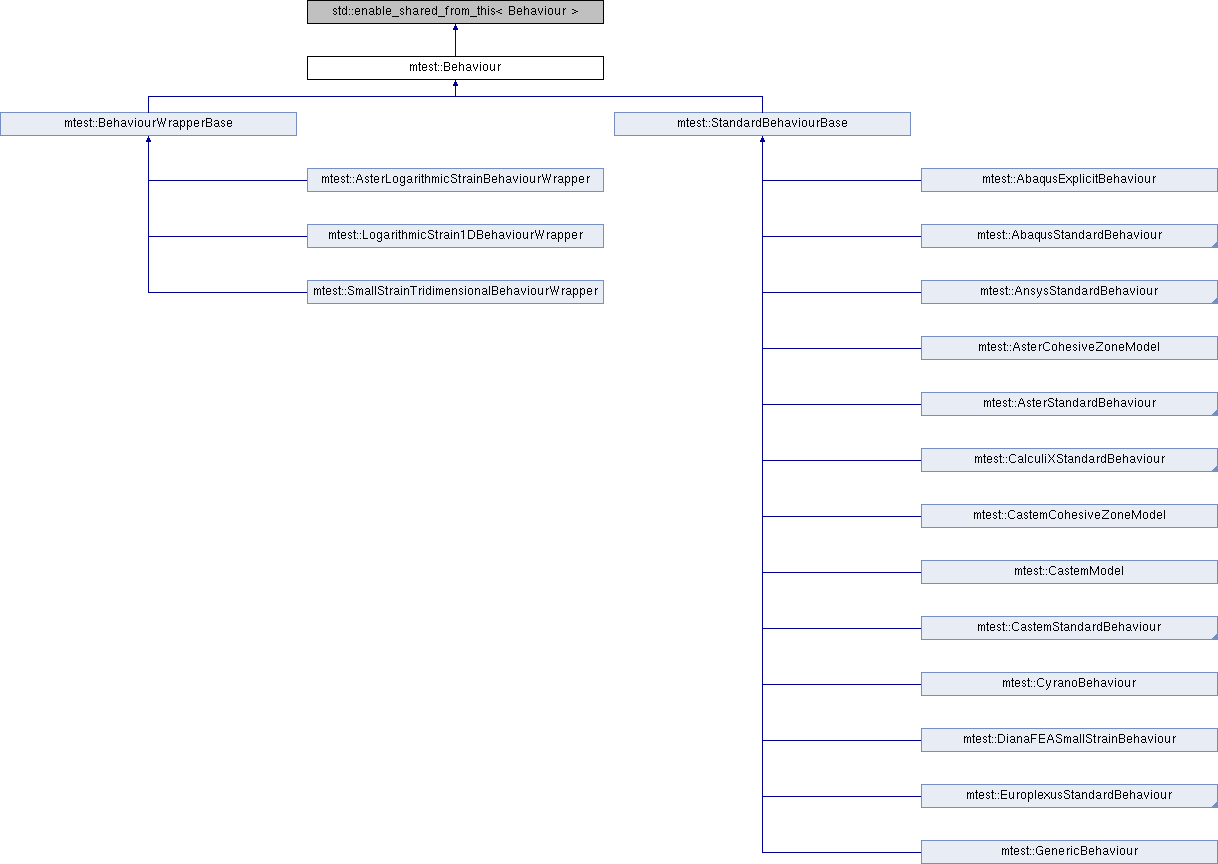 std::enable_shared_from_this< Behaviour >
mtest::Behaviour
mtest::BehaviourWrapperBase
mtest::StandardBehaviourBase
mtest::AsterLogarithmicStrainBehaviourWrapper
mtest::AbaqusExplicitBehaviour
mtest::LogarithmicStrain1DBehaviourWrapper
mtest::AbaqusStandardBehaviour
mtest::SmallStrainTridimensionalBehaviourWrapper
mtest::AnsysStandardBehaviour
mtest::AsterCohesiveZoneModel
mtest::AsterStandardBehaviour
mtest::CalculiXStandardBehaviour
mtest::CastemCohesiveZoneModel
mtest::CastemModel
mtest::CastemStandardBehaviour
mtest::CyranoBehaviour
mtest::DianaFEASmallStrainBehaviour
mtest::EuroplexusStandardBehaviour
mtest::GenericBehaviour